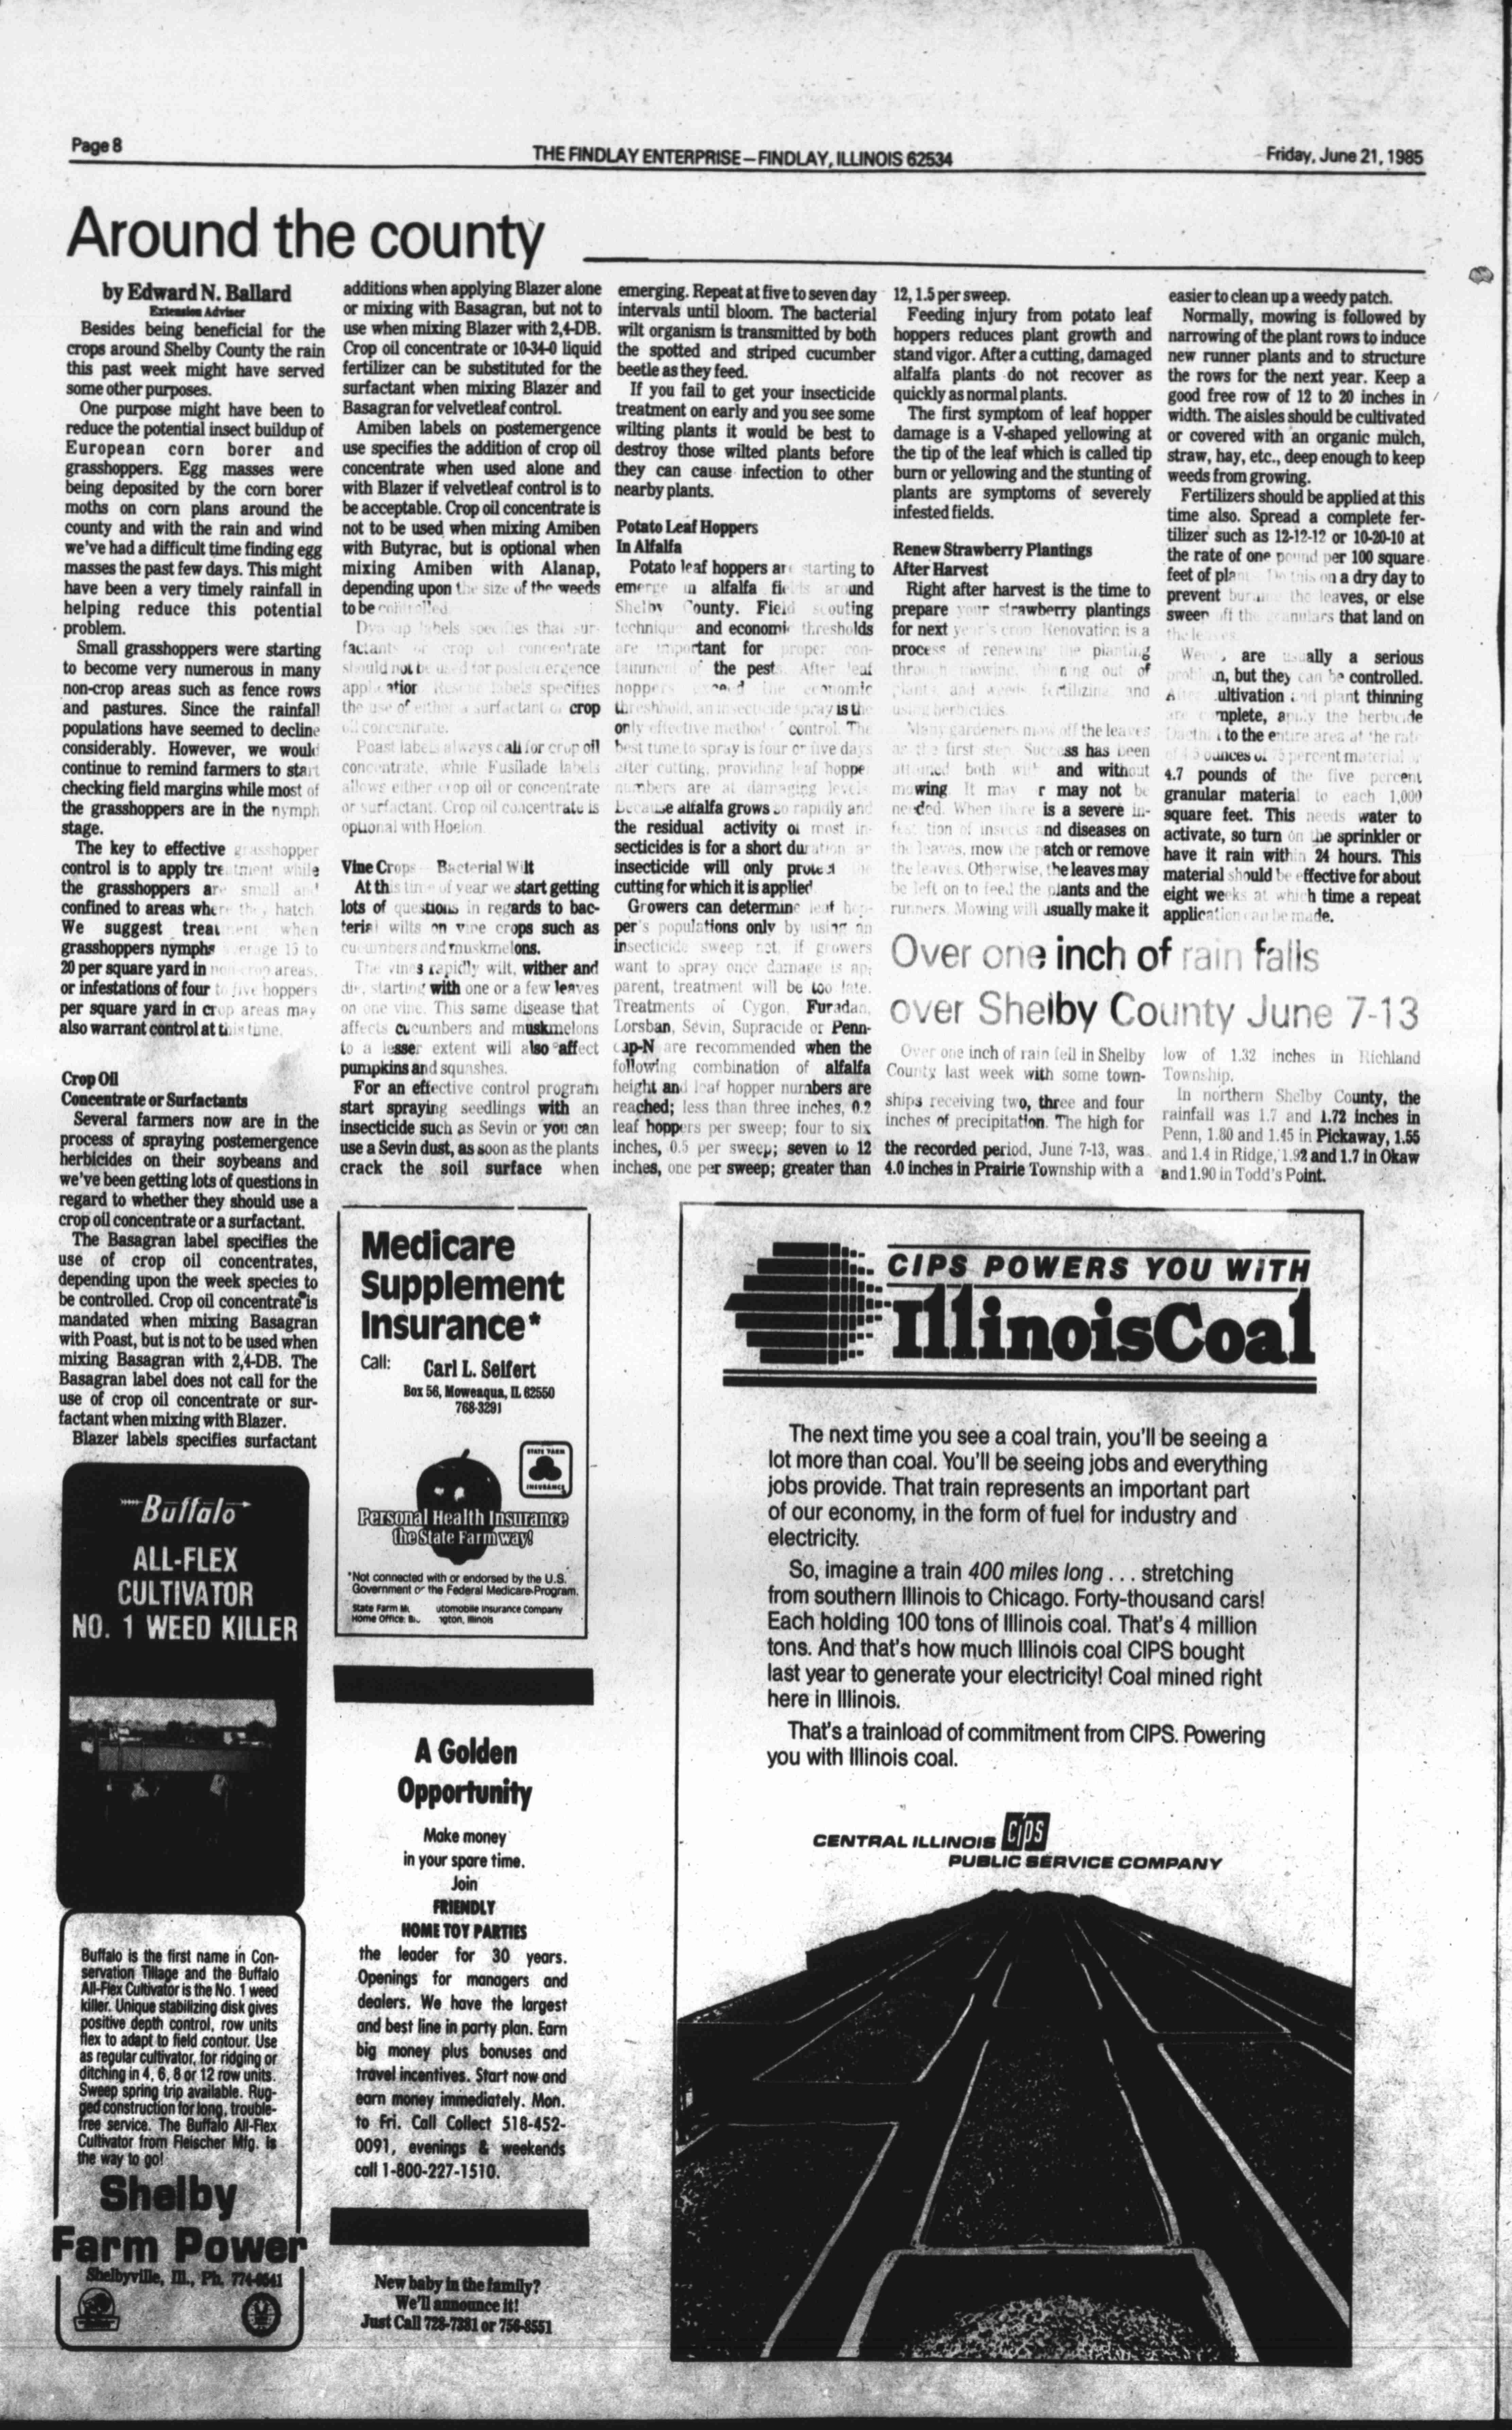 Page 8
THE FINDLAY ENTERPRISE—FINDLAY, ILLINOIS 62534
Friday, June 21, 1985
Around the county
by Edward N. Ballard
Extension Adviser
Besides being beneficial for the
crops around Shelby County the rain
this past week might have served
some other purposes.
One purpose might have been to
reduce the potential insect buildup of
European corn borer and
grasshoppers. Egg masses were
being deposited by the corn borer
moths on corn plans around the
county and with the rain and wind
we've had a difficult time finding egg
masses the past few days. This might
have been a very timely rainfall in
helping reduce this potential
problem.
Small grasshoppers were starting
to become very numerous in many
non-crop areas such as fence rows
and pastures. Since the rainfall
populations have seemed to decline
considerably. However, we would
continue to remind farmers to start
checking field margins while most of
the grasshoppers are in the nymph
stage.
The key to effective grasshopper
control is to apply treatment while
the grasshoppers are small and
confined to areas where they hatch.
We suggest treatment when
grasshoppers nymphs average 15 to
20 per square yard in non-crop areas,
or infestations of four to five hoppers
per square yard in crop areas may
also warrant control at this time.
Crop Oil
Concentrate or Surfactants
Several farmers now are in the
process of spraying postemergence
herbicides on their soybeans and
we've been getting lots of questions in
regard to whether they should use a
crop oil concentrate or a surfactant.
The Basagran label specifies the
use of crop oil concentrates,
depending upon the week species to
be controlled. Crop oil concentrate is
mandated when mixing Basagran
with Poast, but is not to be used when
mixing Basagran with 2,4-DB. The
Basagran label does not call for the
use of crop oil concentrate or sur-
factant when mixing with Blazer.
Blazer labels specifies surfactant
additions when applying Blazer alone
or mixing with Basagran, but not to
use when mixing Blazer with 2,4-DB.
Crop oil concentrate or 10-34-0 liquid
fertilizer can be substituted for the
surfactant when mixing Blazer and
Basagran for velvetleaf control.
Amiben labels on postemergence
use specifies the addition of crop oil
concentrate when used alone and
with Blazer if velvetleaf control is to
be acceptable. Crop oil concentrate is
not to be used when mixing Amiben
with Butyrac, but is optional when
mixing Amiben with Alanap,
depending upon the size of the weeds
to be controlled.
Dyanap labels specifies that sur-
factants or crop oil concentrate
should not be used for postemergence
application. Rescue labels specifies
the use of either a surfactant or crop
oil concentrate.
Poast labels always call for crop oil
concentrate, while Fusilade labels
allows either crop oil or concentrate
or surfactant. Crop oil concentrate is
optional with Hoelon.
Vine Crops — Bacterial Wilt
At this time of year we start getting
lots of questions in regards to bac-
terial wilts on vine crops such as
cucumbers and muskmelons.
The vines rapidly wilt, wither and
die, starting with one or a few leaves
on one vine. This same disease that
affects cucumbers and muskmelons
to a lesser extent will also affect
pumpkins and squashes.
For an effective control program
start spraying seedlings with an
insecticide such as Sevin or you can
use a Sevin dust, as soon as the plants
crack the soil surface when
emerging. Repeat at five to seven day
intervals until bloom. The bacterial
wilt organism is transmitted by both
the spotted and striped cucumber
beetle as they feed.
If you fail to get your insecticide
treatment on early and you see some
wilting plants it would be best to
destroy those wilted plants before
they can cause infection to other
nearby plants.
Potato Leaf Hoppers
In Alfalfa
Potato leaf hoppers are starting to
emerge in alfalfa fields around
Shelby County. Field scouting
technique and economic thresholds
are important for proper con-
tainment of the pest. After leaf
hoppers exceed the economic
threshhold, an insecticide spray is the
only effective method of control. The
best time to spray is four or five days
after cutting, providing leaf hopper
numbers are at damaging levels.
Because alfalfa grows so rapidly and
the residual activity of most in-
secticides is for a short duration an
insecticide will only protect the
cutting for which it is applied.
Growers can determine leaf hop-
per's populations only by using an
insecticide sweep net, if growers
want to spray once damage is ap-
parent, treatment will be too late.
Treatments of Cygon, Furadan,
Lorsban, Sevin, Supracide or Penn-
cap-N are recommended when the
following combination of alfalfa
height and leaf hopper numbers are
reached; less than three inches, 0.2
leaf hoppers per sweep; four to six
inches, 0.5 per sweep; seven to 12
inches, one per sweep; greater than
12, 1.5 per sweep.
Feeding injury from potato leaf
hoppers reduces plant growth and
stand vigor. After a cutting, damaged
alfalfa plants do not recover as
quickly as normal plants.
The first symptom of leaf hopper
damage is a V-shaped yellowing at
the tip of the leaf which is called tip
burn or yellowing and the stunting of
plants are symptoms of severely
infested fields.
Renew Strawberry Plantings
After Harvest
Right after harvest is the time to
prepare your strawberry plantings
for next year's crop. Renovation is a
process of renewing the planting
through mowing, thinning out of
plants and weeds fertilizing and
using herbicides.
Many gardeners mow off the leaves
as the first step. Success has been
attained both with and without
mowing. It may or may not be
needed. When there is a severe in-
festation of insects and diseases on
the leaves, mow the patch or remove
the leaves. Otherwise, the leaves may
be left on to feed the plants and the
runners. Mowing will usually make it
easier to clean up a weedy patch.
Normally, mowing is followed by
narrowing of the plant rows to induce
new runner plants and to structure
the rows for the next year. Keep a
good free row of 12 to 20 inches in
width. The aisles should be cultivated
or covered with an organic mulch,
straw, hay, etc., deep enough to keep
weeds from growing.
Fertilizers should be applied at this
time also. Spread a complete fer-
tilizer such as 12-12-12 or 10-20-10 at
the rate of one pound per 100 square
feet of plant. Do this on a dry day to
prevent burning the leaves, or else
sweep off the granulars that land on
the leaves.
Weeds are usually a serious
problem, but they can be controlled.
After cultivation and plant thinning
are complete, apply the herbicide
to the entire area at the rate
of 4.5 ounces of 75 percent material or
4.7 pounds of the five percent
granular material to each 1,000
square feet. This needs water to
activate, so turn on the sprinkler or
have it rain within 24 hours. This
material should be effective for about
eight weeks at which time a repeat
application can be made.
Over one inch of rain falls
over Shelby County June 7-13
Over one inch of rain fell in Shelby
County last week with some town-
ships receiving two, three and four
inches of precipitation. The high for
the recorded period, June 7-13, was
4.0 inches in Prairie Township with a
low of 1.32 inches in Richland
Township.
In northern Shelby County, the
rainfall was 1.7 and 1.72 inches in
Penn, 1.80 and 1.45 in Pickaway, 1.55
and 1.4 in Ridge, 1.92 and 1.7 in Okaw
and 1.90 in Todd's Point.
Buffalo
ALL-FLEX
CULTIVATOR
NO. 1 WEED KILLER
Buffalo is the first name in Con-
servation Tillage and the Buffalo
All-Flex Cultivator is the No. 1 weed
killer. Unique stabilizing disk gives
positive depth control, row units
flex to adapt to field contour. Use
as regular cultivator, for ridging or
ditching in 4, 6, 8 or 12 row units.
Sweep spring trip available. Rug-
ged construction for long, trouble-
free service. The Buffalo All-Flex
Cultivator from Fleischer Mfg. is
the way to go!
Shelby
Farm Power
Shelbyville, Ill., Ph. 774-6541
Medicare
Supplement
Insurance*
Call:
Carl L. Seifert
Box 56, Moweaqua, IL 62550
768-3291
STATE FARM
INSURANCE
Personal Health Insurance
the State Farm way!
*Not connected with or endorsed by the U.S.
Government or the Federal Medicare Program.
State Farm Mu utomobile Insurance Company
Home Office: Bl ngton, Illinois
A Golden
Opportunity
Make money
in your spare time.
Join
FRIENDLY
HOME TOY PARTIES
the leader for 30 years.
Openings for managers and
dealers. We have the largest
and best line in party plan. Earn
big money plus bonuses and
travel incentives. Start now and
earn money immediately. Mon.
to Fri. Call Collect 518-452-
0091, evenings & weekends
call 1-800-227-1510.
New baby in the family?
We'll announce it!
Just Call 728-7381 or 756-8551
CIPS POWERS YOU WITH
IllinoisCoal
The next time you see a coal train, you'll be seeing a
lot more than coal. You'll be seeing jobs and everything
jobs provide. That train represents an important part
of our economy, in the form of fuel for industry and
electricity.
So, imagine a train 400 miles long . . . stretching
from southern Illinois to Chicago. Forty-thousand cars!
Each holding 100 tons of Illinois coal. That's 4 million
tons. And that's how much Illinois coal CIPS bought
last year to generate your electricity! Coal mined right
here in Illinois.
That's a trainload of commitment from CIPS. Powering
you with Illinois coal.
CENTRAL ILLINOIS CIPS
PUBLIC SERVICE COMPANY